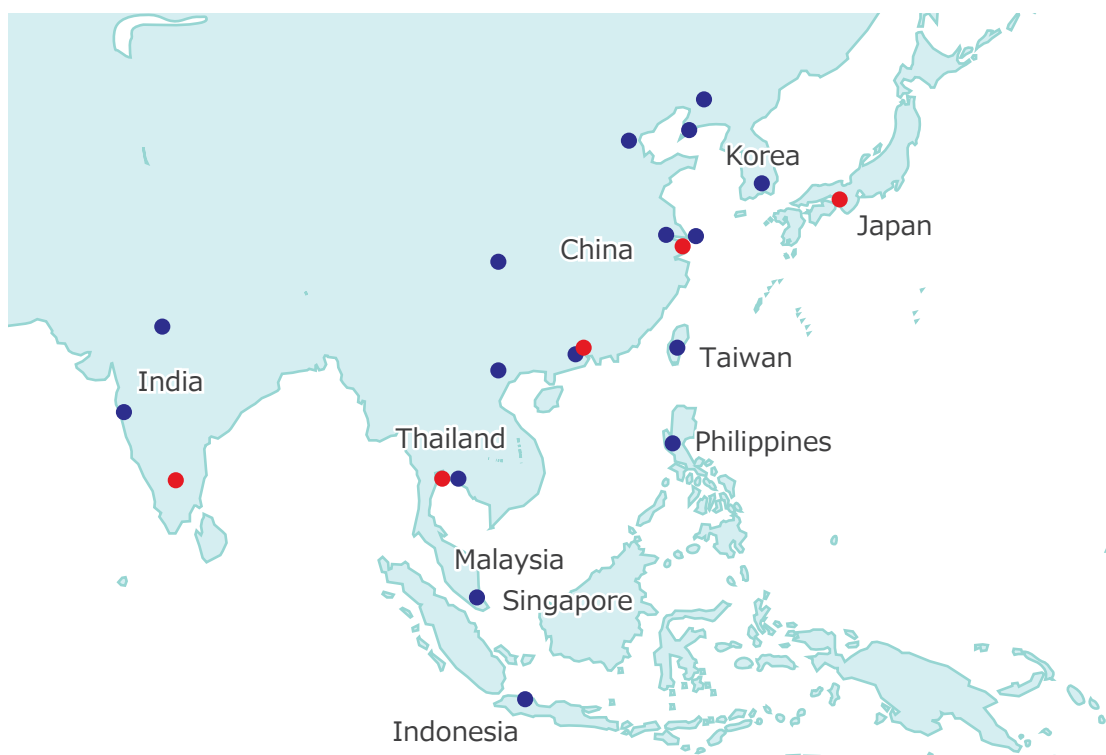 Korea
Japan
China
Taiwan
India
Thailand
Philippines
Malaysia
Singapore
Indonesia